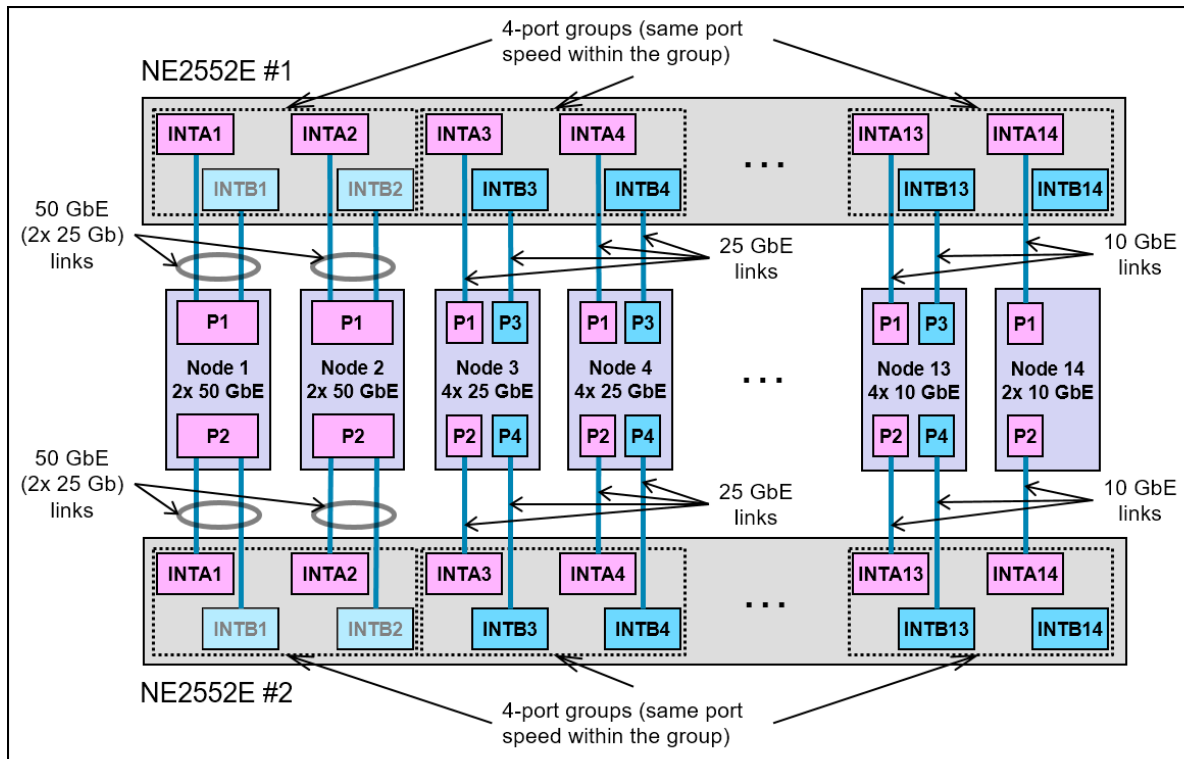 4-port groups (same port
speed within the group)
NE2552E #1
INTA1 INTA2 INTA3 INTA4 INTA13 INTA14
...
INTB1 INTB2 INTB3 INTB4 INTB13 INTB14
50 GbE
(2x 25 Gb)
links
25 GbE
links
10 GbE
links
P1 P1 P1 P3 P1 P3 P1 P3 P1
Node 1 Node 2 Node 3 Node 4 Node 13 Node 14
2x 50 GbE 2x 50 GbE 4x 25 GbE 4x 25 GbE 4x 10 GbE 2x 10 GbE
...
P2 P2 P2 P4 P2 P4 P2 P4 P2
50 GbE
(2x 25 Gb)
links
25 GbE
links
10 GbE
links
INTA1 INTA2 INTA3 INTA4 INTA13 INTA14
...
INTB1 INTB2 INTB3 INTB4 INTB13 INTB14
NE2552E #2
4-port groups (same port
speed within the group)